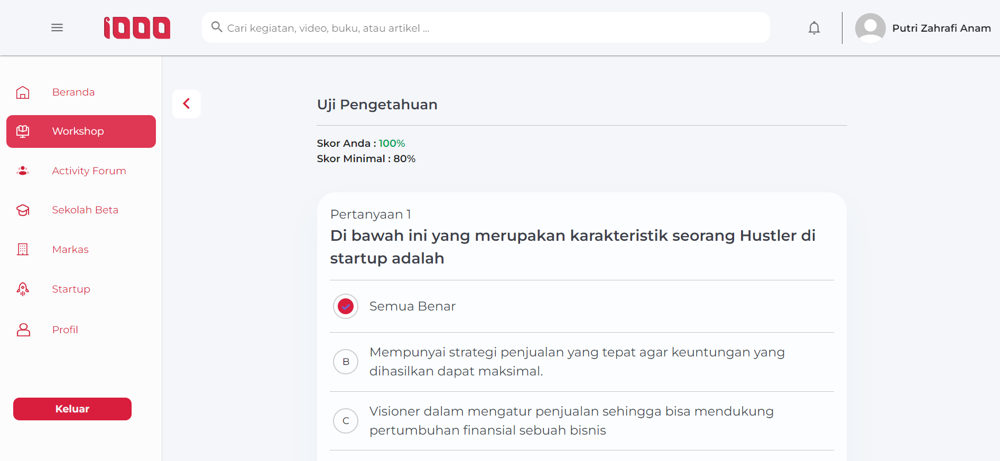 1000
Cari kegiatan, video, buku, atau artikel ...
Putri Zahrafi Anam
Beranda
Workshop
Activity Forum
Sekolah Beta
Markas
Startup
Profil
Keluar
Uji Pengetahuan
Skor Anda : 100%
Skor Minimal : 80%
Pertanyaan 1
Di bawah ini yang merupakan karakteristik seorang Hustler di
startup adalah
Semua Benar
B
Mempunyai strategi penjualan yang tepat agar keuntungan yang
dihasilkan dapat maksimal.
C
Visioner dalam mengatur penjualan sehingga bisa mendukung
pertumbuhan finansial sebuah bisnis